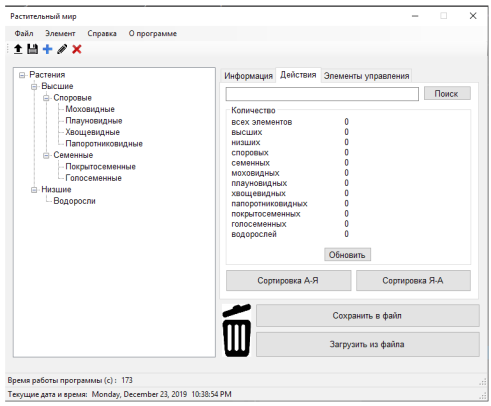 Растительный мир
Файл Элемент Справка О программе
Растения
Высшие
Споровые
Моховидные
Плауновидные
Хвощевидные
Папоротниковидные
Семенные
Покрытосеменные
Голосеменные
Низшие
Водоросли
Информация Действия Элементы управления
Поиск
Количество
всех элементов 0
высших 0
низших 0
споровых 0
семенных 0
моховидных 0
плауновидных 0
хвощевидных 0
папоротниковидных 0
покрытосеменных 0
голосеменных 0
водорослей 0
Обновить
Сортировка А-Я Сортировка Я-А
Сохранить в файл
Загрузить из файла
Время работы программы (с) : 173
Текущие дата и время: Monday, December 23, 2019 10:38:54 PM